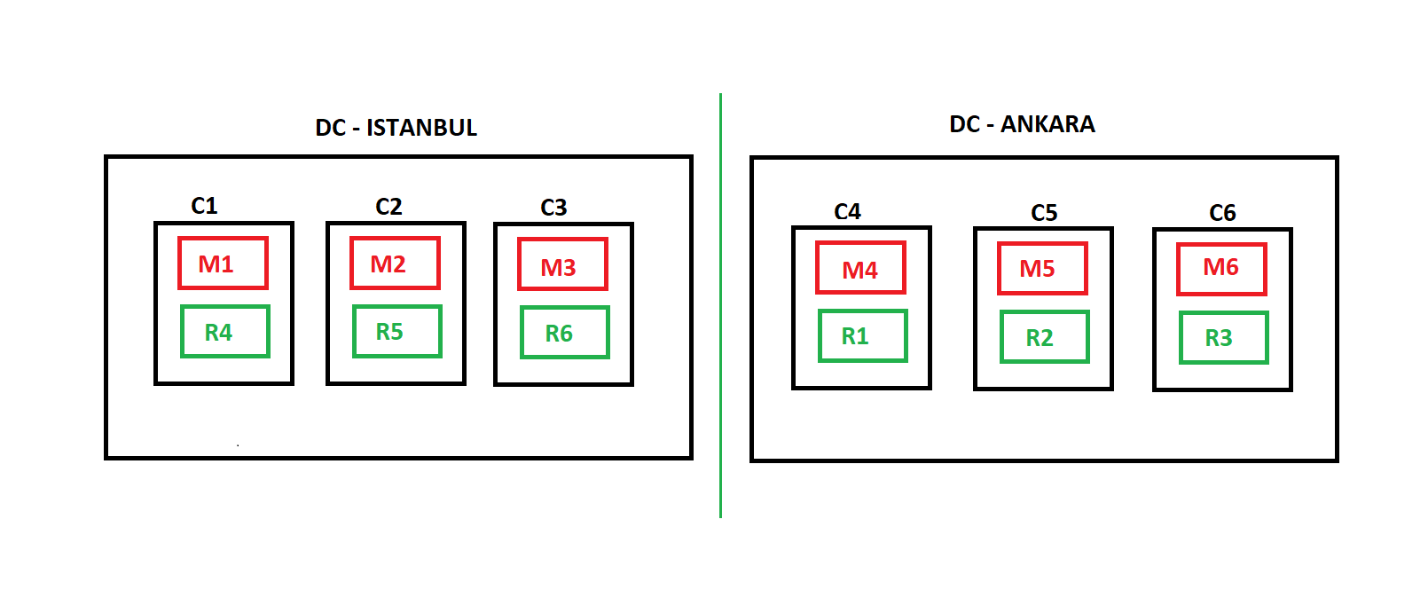 DC - ISTANBUL
C1 C2 C3
M1 M2 M3
R4 R5 R6
DC - ANKARA
C4 C5 C6
M4 M5 M6
R1 R2 R3